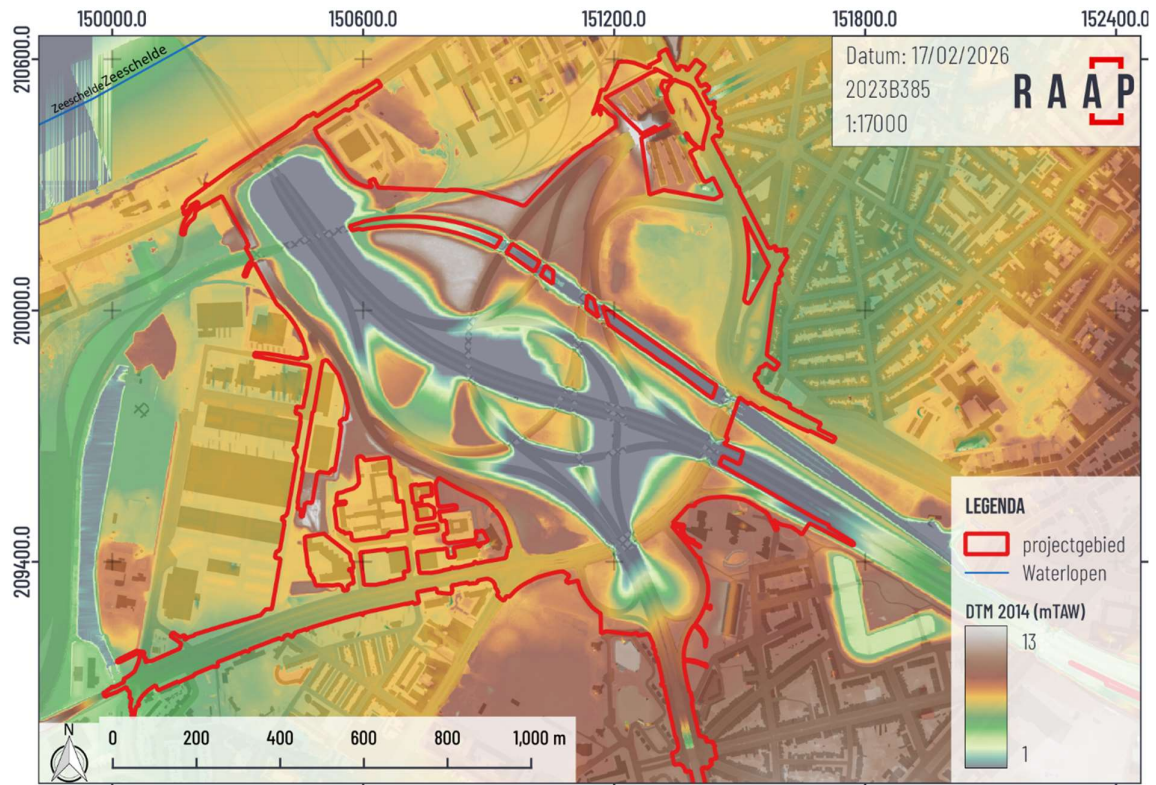 150000.0 150600.0 151200.0 151800.0 152400.0
210600.0
210000.0
209400.0
Zeeschelde Zeeschelde
Datum: 17/02/2026
2023B385
1:17000
RAAP
LEGENDA
projectgebied
Waterlopen
DTM 2014 (mTAW)
13
1
N
0 200 400 600 800 1,000 m